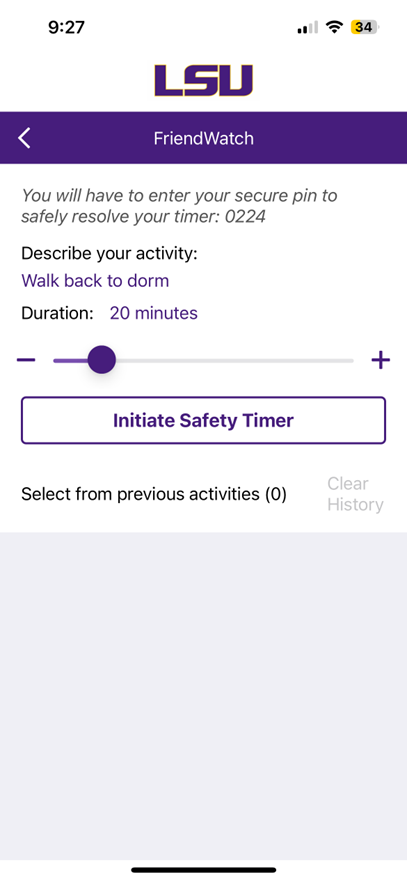 9:27
34
LSU
FriendWatch
You will have to enter your secure pin to
safely resolve your timer: 0224
Describe your activity:
Walk back to dorm
Duration: 20 minutes
− +
Initiate Safety Timer
Select from previous activities (0)
Clear
History